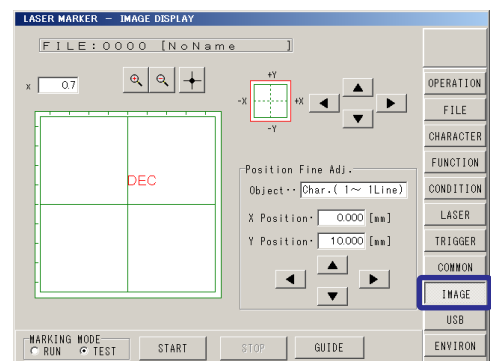 LASER MARKER – IMAGE DISPLAY
FILE:0000 [NoName ]
x 0.7
+Y
-X +X
-Y
DEC
Position Fine Adj.
Object·· Char.( 1～ 1Line)
X Position· 0.000 [mm]
Y Position· 10.000 [mm]
OPERATION
FILE
CHARACTER
FUNCTION
CONDITION
LASER
TRIGGER
COMMON
IMAGE
USB
ENVIRON
MARKING MODE
RUN TEST
START
STOP
GUIDE